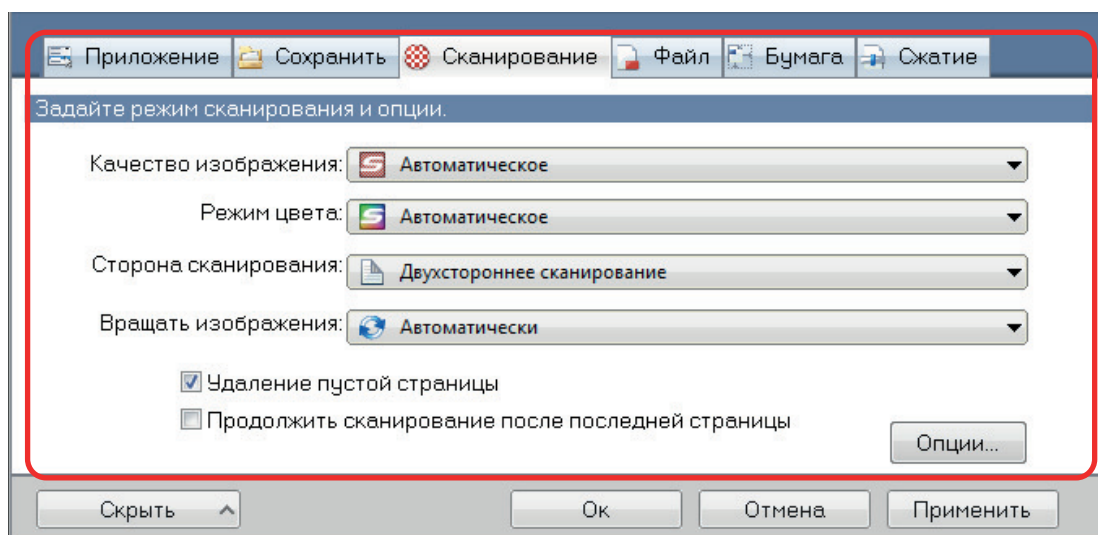 Приложение Сохранить Сканирование Файл Бумага Сжатие
Задайте режим сканирования и опции.
Качество изображения: Автоматическое
Режим цвета: Автоматическое
Сторона сканирования: Двухстороннее сканирование
Вращать изображения: Автоматически
Удаление пустой страницы
Продолжить сканирование после последней страницы
Опции...
Скрыть Ок Отмена Применить